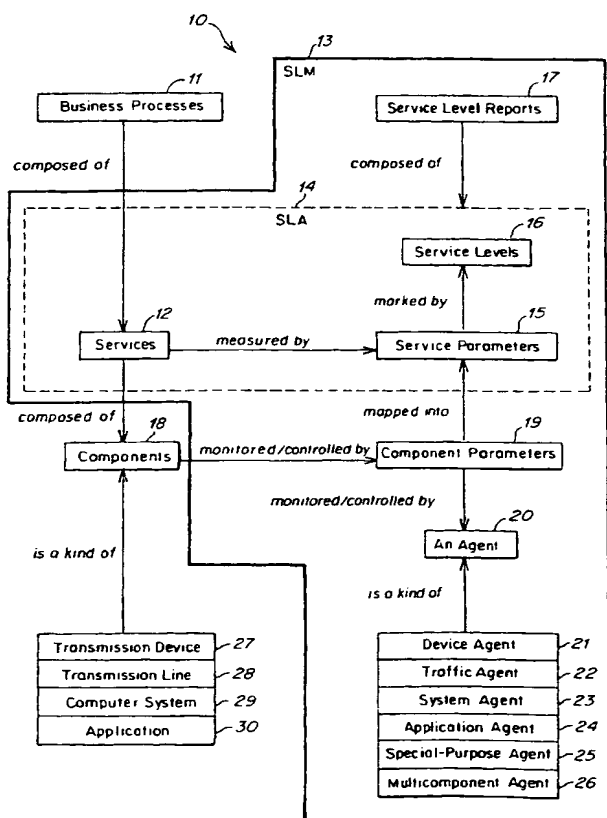 10
13
SLM
11
Business Processes
17
Service Level Reports
composed of
composed of
14
SLA
16
Service Levels
marked by
12
Services
measured by
15
Service Parameters
composed of
mapped into
18
Components
monitored/controlled by
19
Component Parameters
monitored/controlled by
20
An Agent
is a kind of
is a kind of
Transmission Device 27
Transmission Line 28
Computer System 29
Application 30
Device Agent 21
Traffic Agent 22
System Agent 23
Application Agent 24
Special-Purpose Agent 25
Multicomponent Agent 26